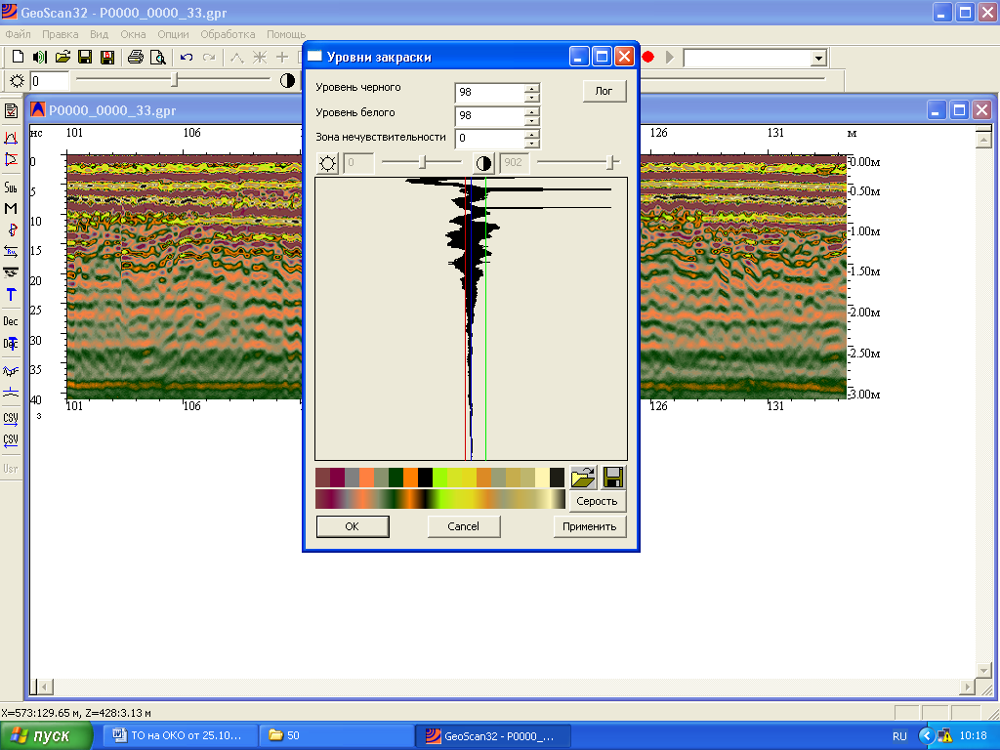 GeoScan32 - P0000_0000_33.gpr
Файл Правка Вид Окна Опции Обработка Помощь
0
P0000_0000_33.gpr
нс 101 106 126 131 м
0
5
10
15
20
25
30
35
40
0.00м
0.50м
1.00м
1.50м
2.00м
2.50м
3.00м
101 106 126 131
з
Sub
M
Dec
CSV
CSV
Usr
Уровни закраски
Уровень черного 98 Лог
Уровень белого 98
Зона нечувствительности 0
0 902
Серость
OK Cancel Применить
X=573:129.65 м, Z=428:3.13 м
пуск ТО на ОКО от 25.10... 50 GeoScan32 - P0000_... RU 10:18